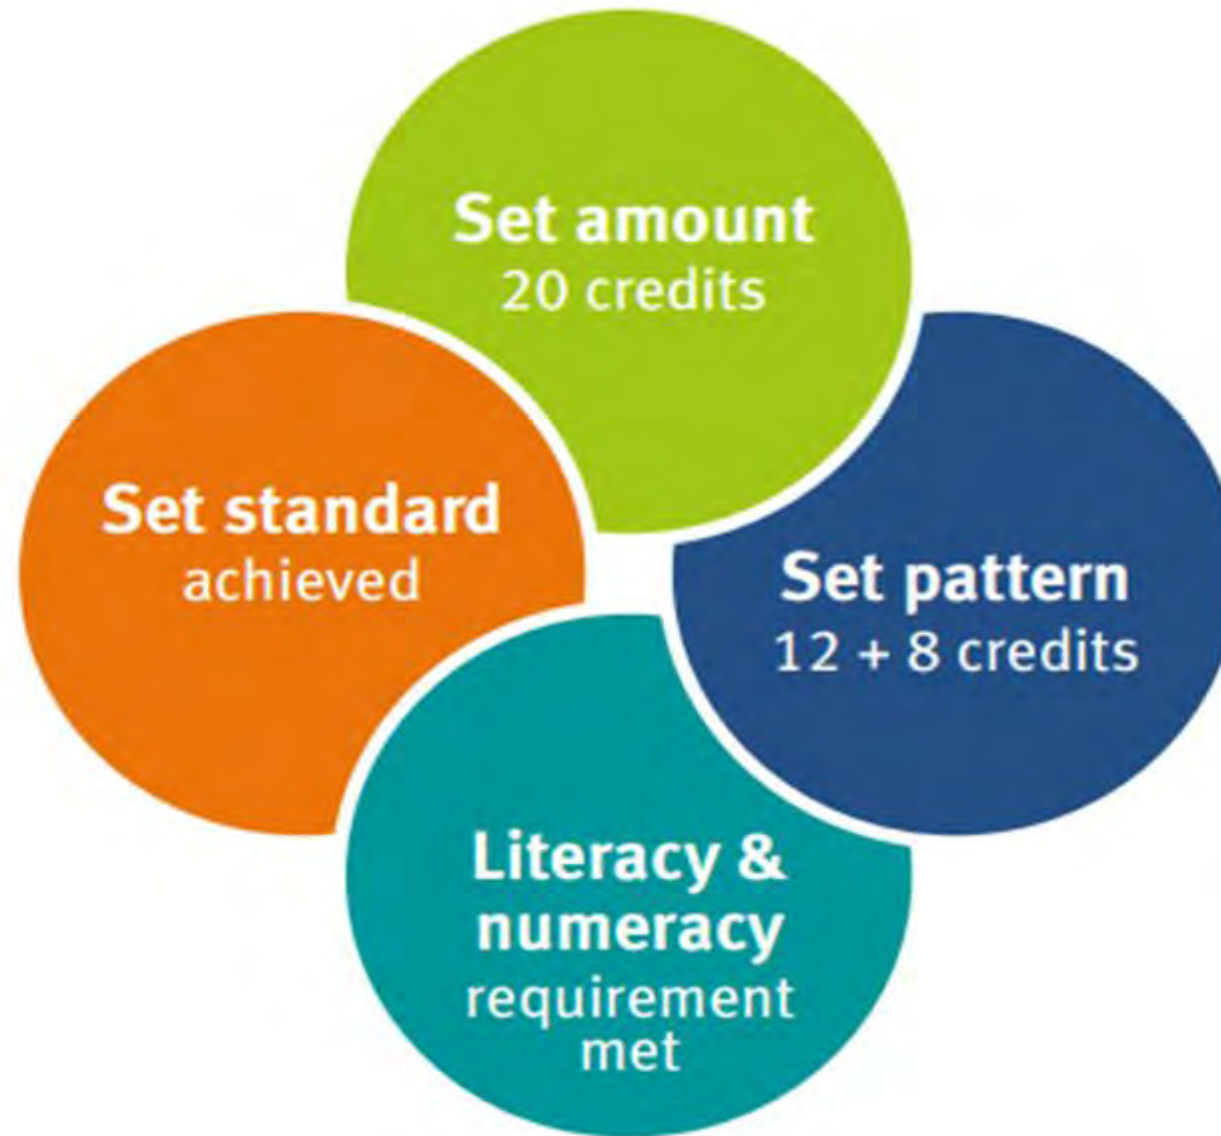 Set amount
20 credits
Set standard
achieved
Set pattern
12 + 8 credits
Literacy &
numeracy
requirement
met